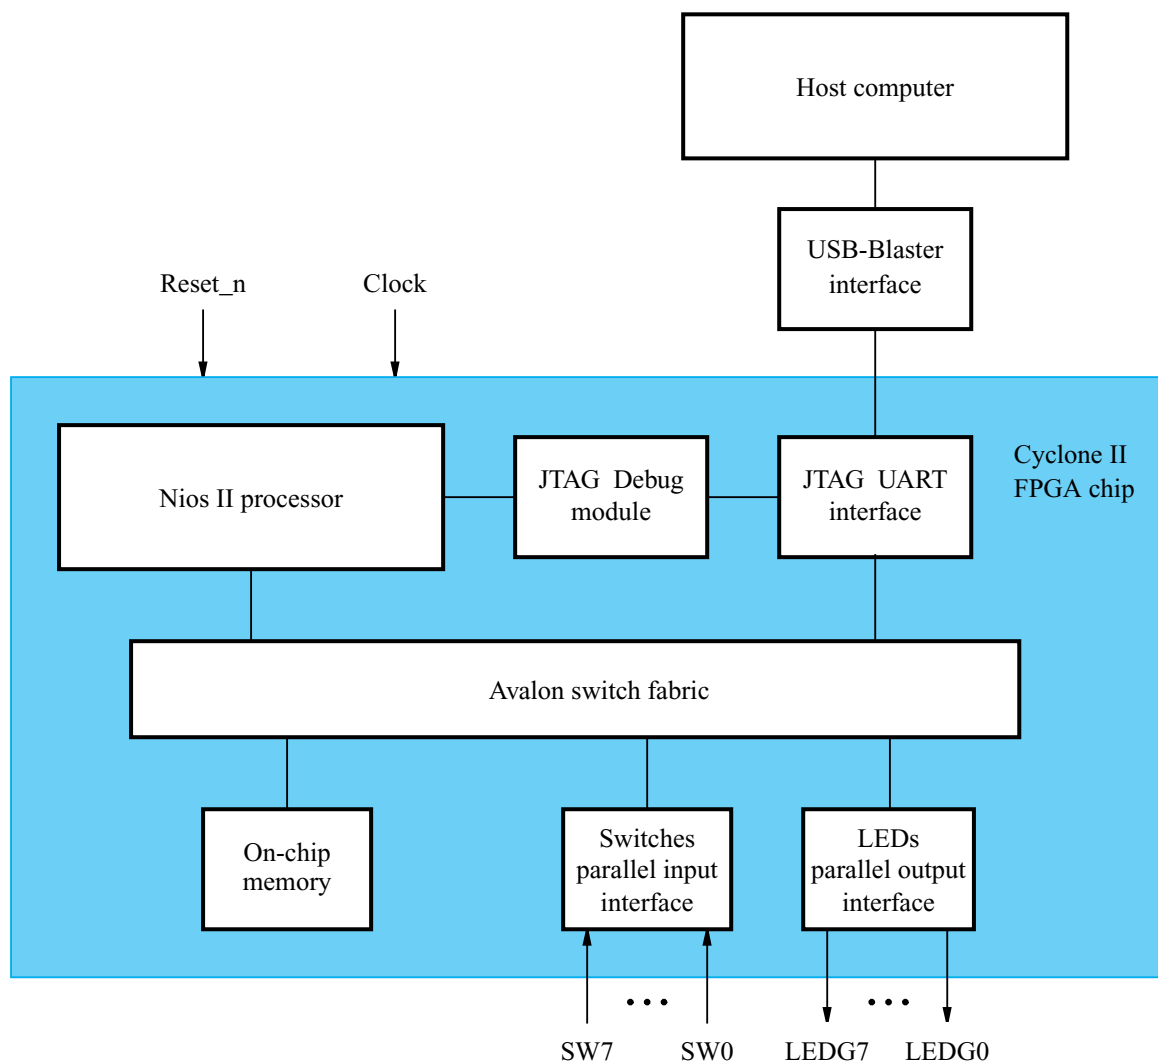 Host computer
USB-Blaster
interface
Reset_n
Clock
Cyclone II
FPGA chip
Nios II processor
JTAG Debug
module
JTAG UART
interface
Avalon switch fabric
On-chip
memory
Switches
parallel input
interface
LEDs
parallel output
interface
SW7
SW0
LEDG7
LEDG0